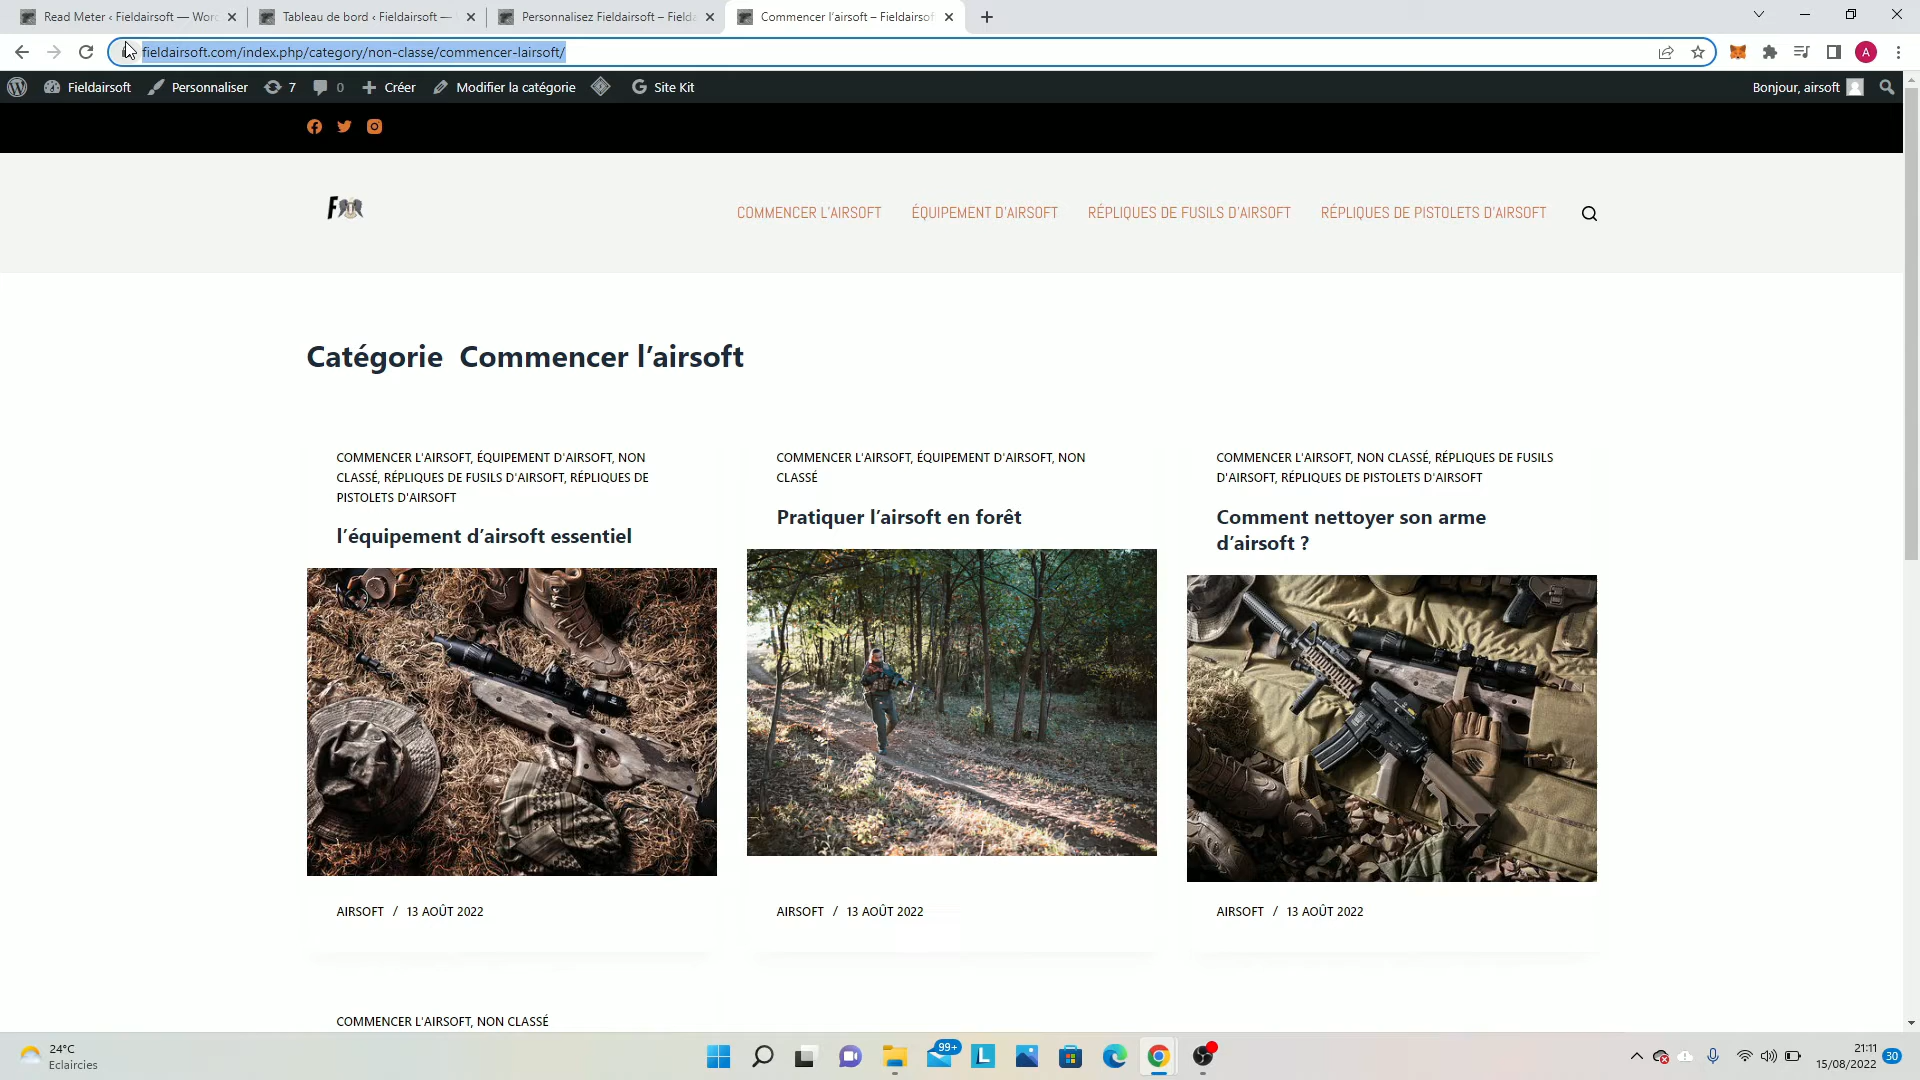 Read Meter ‹ Fieldairsoft — Wor
Tableau de bord ‹ Fieldairsoft —
Personnalisez Fieldairsoft – Field
Commencer l'airsoft – Fieldairsof
fieldairsoft.com/index.php/category/non-classe/commencer-lairsoft/
A
Fieldairsoft
Personnaliser
7
0
Créer
Modifier la catégorie
Site Kit
Bonjour, airsoft
F
COMMENCER L'AIRSOFT
ÉQUIPEMENT D'AIRSOFT
RÉPLIQUES DE FUSILS D'AIRSOFT
RÉPLIQUES DE PISTOLETS D'AIRSOFT
Catégorie Commencer l'airsoft
COMMENCER L'AIRSOFT, ÉQUIPEMENT D'AIRSOFT, NON
CLASSÉ, RÉPLIQUES DE FUSILS D'AIRSOFT, RÉPLIQUES DE
PISTOLETS D'AIRSOFT
l'équipement d'airsoft essentiel
AIRSOFT / 13 AOÛT 2022
COMMENCER L'AIRSOFT, ÉQUIPEMENT D'AIRSOFT, NON
CLASSÉ
Pratiquer l'airsoft en forêt
AIRSOFT / 13 AOÛT 2022
COMMENCER L'AIRSOFT, NON CLASSÉ, RÉPLIQUES DE FUSILS
D'AIRSOFT, RÉPLIQUES DE PISTOLETS D'AIRSOFT
Comment nettoyer son arme
d'airsoft ?
AIRSOFT / 13 AOÛT 2022
COMMENCER L'AIRSOFT, NON CLASSÉ
24°C
Eclaircies
99+
L
21:11
15/08/2022
30